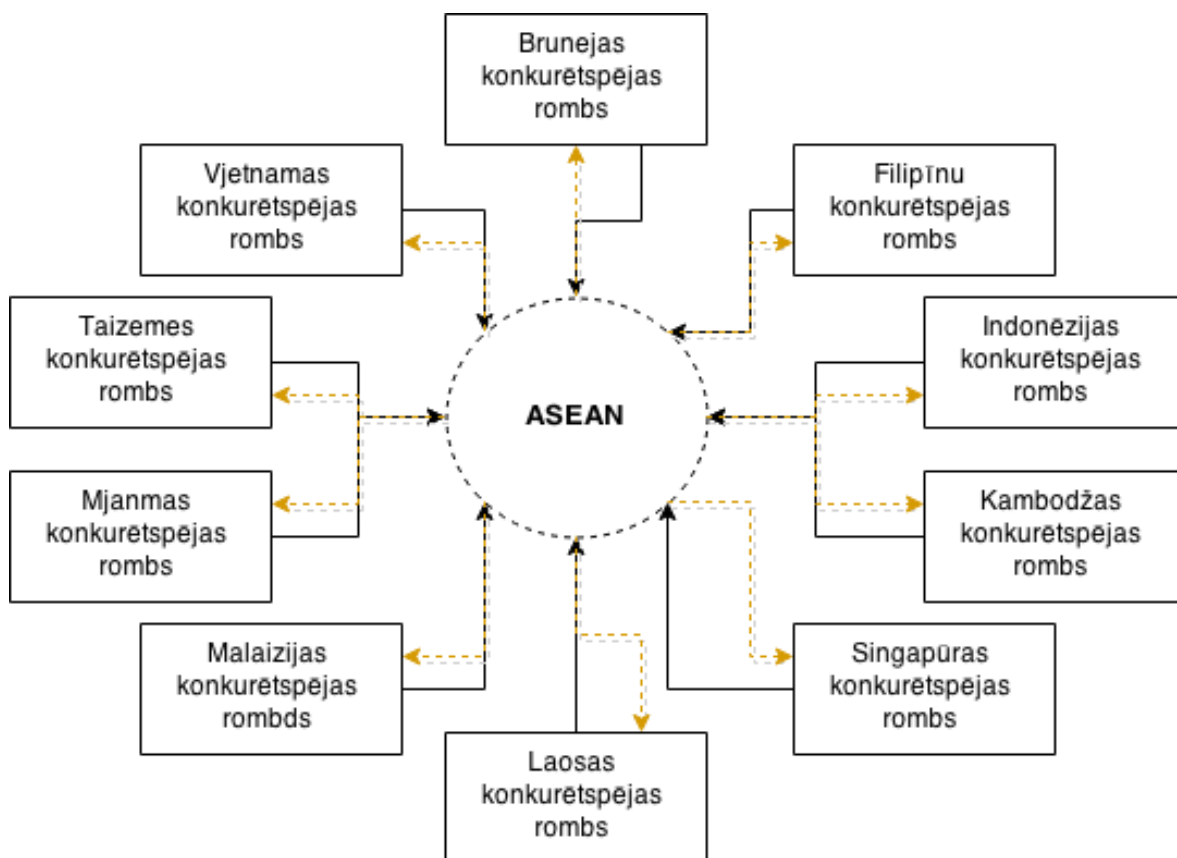 Brunejas
konkurētspējas
rombs
Vjetnamas
konkurētspējas
rombs
Filipīnu
konkurētspējas
rombs
Taizemes
konkurētspējas
rombs
Indonēzijas
konkurētspējas
rombs
ASEAN
Mjanmas
konkurētspējas
rombs
Kambodžas
konkurētspējas
rombs
Malaizijas
konkurētspējas
rombds
Singapūras
konkurētspējas
rombs
Laosas
konkurētspējas
rombs